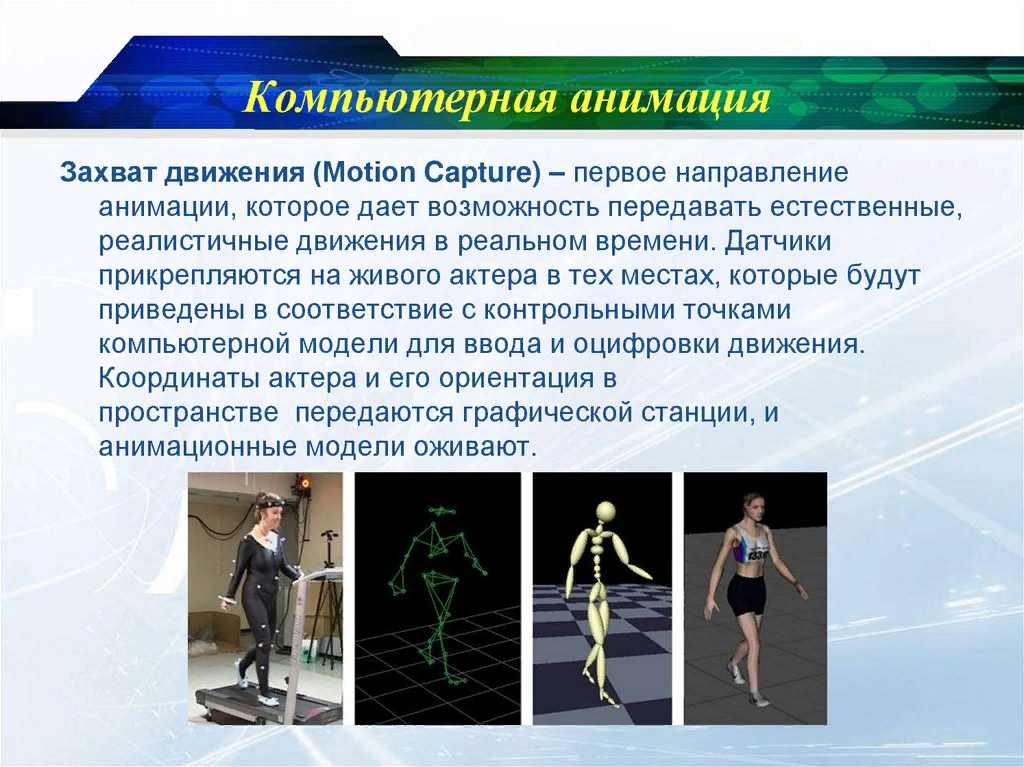 Компьютерная анимация
Захват движения (Motion Capture) – первое направление
анимации, которое дает возможность передавать естественные,
реалистичные движения в реальном времени. Датчики
прикрепляются на живого актера в тех местах, которые будут
приведены в соответствие с контрольными точками
компьютерной модели для ввода и оцифровки движения.
Координаты актера и его ориентация в
пространстве  передаются графической станции, и
анимационные модели оживают.